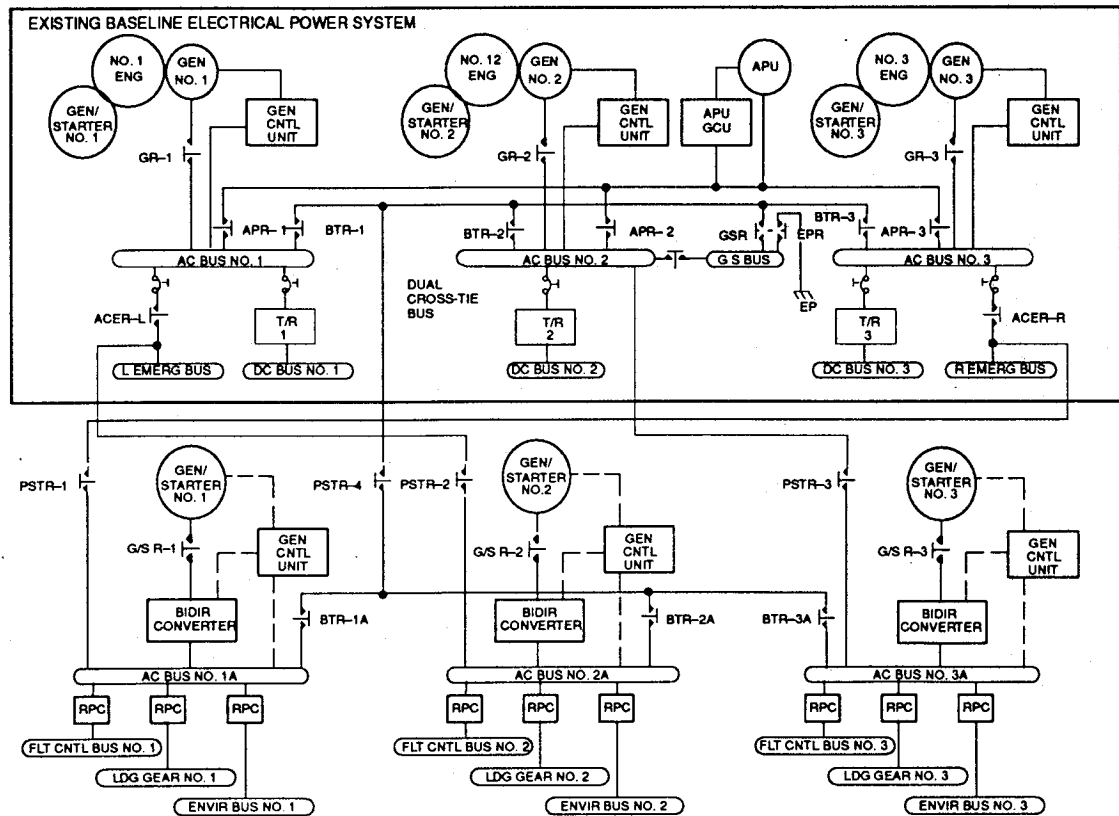 EXISTING BASELINE ELECTRICAL POWER SYSTEM
NO. 1
ENG
GEN
NO. 1
GEN/
STARTER
NO. 1
GEN
CNTL
UNIT
GR-1
NO. 12
ENG
GEN
NO. 2
GEN/
STARTER
NO. 2
GEN
CNTL
UNIT
GR-2
APU
APU
GCU
NO. 3
ENG
GEN
NO. 3
GEN/
STARTER
NO. 3
GEN
CNTL
UNIT
GR-3
APR-1
BTR-1
BTR-2
APR-2
GSR
EPR
BTR-3
APR-3
AC BUS NO. 1
AC BUS NO. 2
G S BUS
AC BUS NO. 3
DUAL
CROSS-TIE
BUS
EP
ACER-L
T/R
1
T/R
2
T/R
3
ACER-R
L EMERG BUS
DC BUS NO. 1
DC BUS NO. 2
DC BUS NO. 3
R EMERG BUS
PSTR-1
GEN/
STARTER
NO. 1
G/S R-1
GEN
CNTL
UNIT
BIDIR
CONVERTER
PSTR-4
BTR-1A
PSTR-2
GEN/
STARTER
NO.2
G/S R-2
GEN
CNTL
UNIT
BIDIR
CONVERTER
BTR-2A
PSTR-3
BTR-3A
GEN/
STARTER
NO. 3
G/S R-3
GEN
CNTL
UNIT
BIDIR
CONVERTER
AC BUS NO. 1A
AC BUS NO. 2A
AC BUS NO. 3A
RPC
RPC
RPC
RPC
RPC
RPC
RPC
RPC
RPC
FLT CNTL BUS NO. 1
FLT CNTL BUS NO. 2
FLT CNTL BUS NO. 3
LDG GEAR NO. 1
LDG GEAR NO. 2
LDG GEAR NO. 3
ENVIR BUS NO. 1
ENVIR BUS NO. 2
ENVIR BUS NO. 3